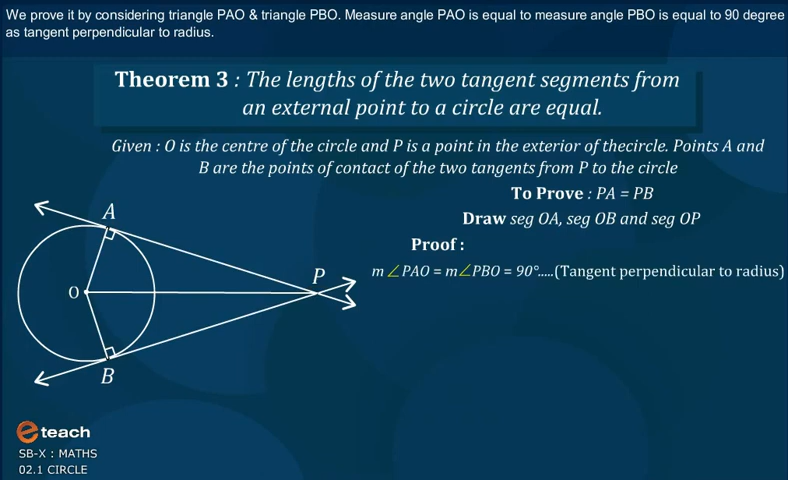 We prove it by considering triangle PAO & triangle PBO. Measure angle PAO is equal to measure angle PBO is equal to 90 degree
as tangent perpendicular to radius.
Theorem 3 : The lengths of the two tangent segments from
an external point to a circle are equal.
Given : O is the centre of the circle and P is a point in the exterior of thecircle. Points A and
B are the points of contact of the two tangents from P to the circle
To Prove : PA = PB
Draw seg OA, seg OB and seg OP
Proof :
m∠PAO = m∠PBO = 90°.....(Tangent perpendicular to radius)
A
P
O
B
e teach
SB-X : MATHS
02.1 CIRCLE